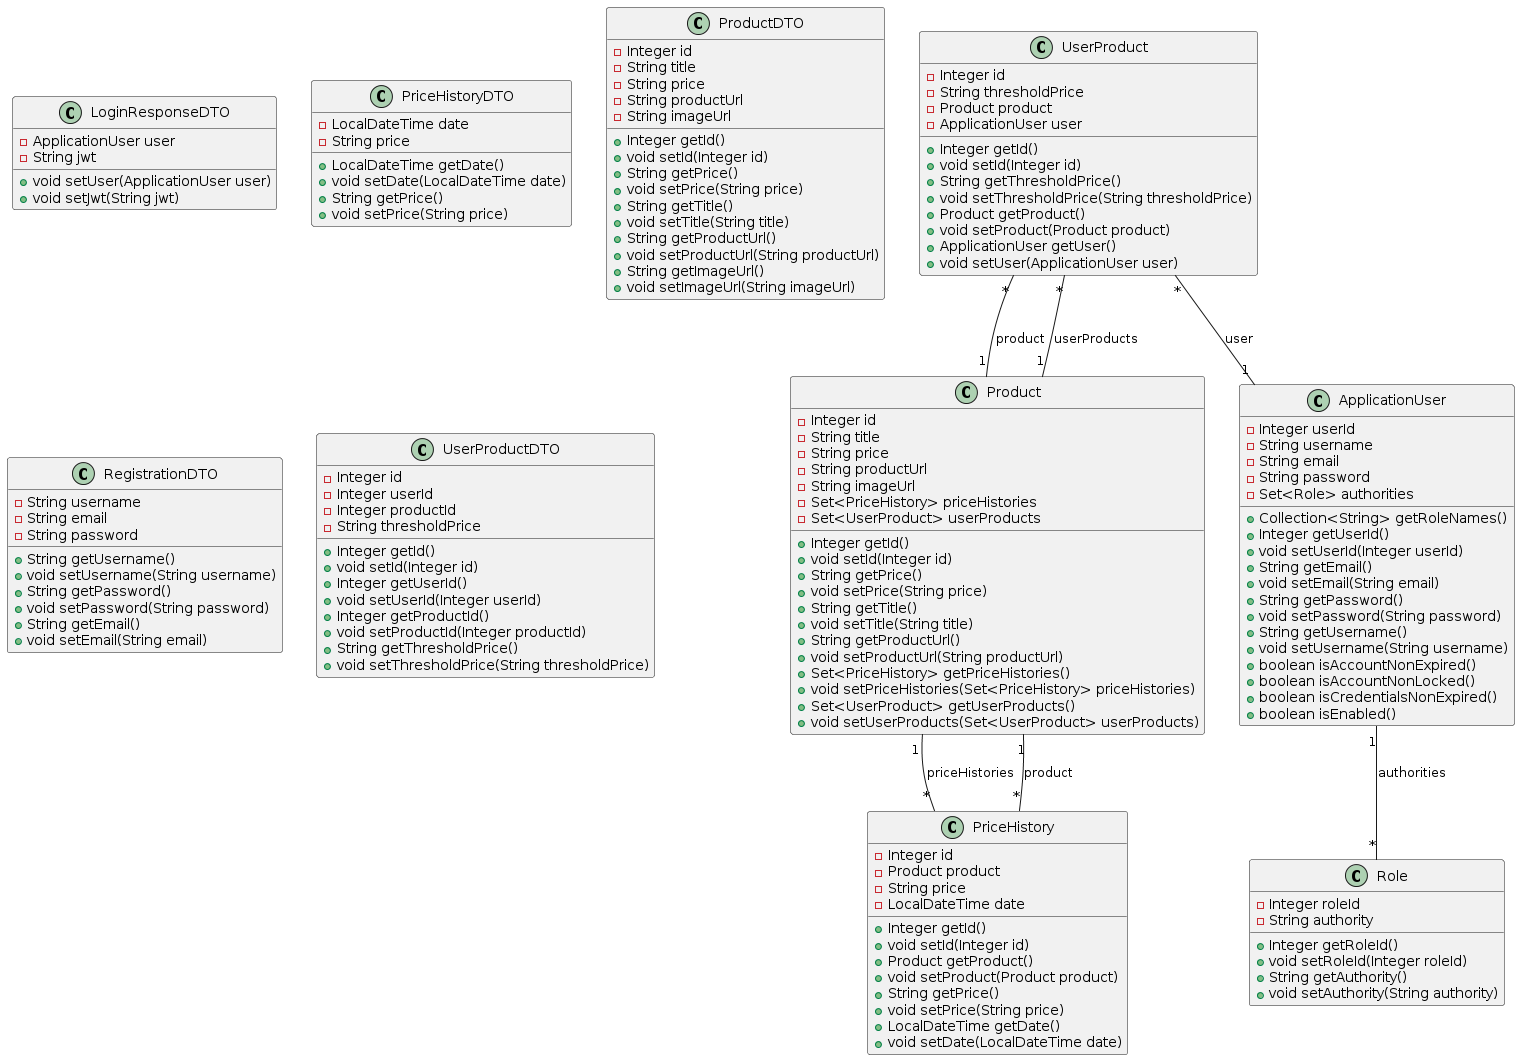 LoginResponseDTO
ApplicationUser user
String jwt
void setUser(ApplicationUser user)
void setJwt(String jwt)
PriceHistoryDTO
LocalDateTime date
String price
LocalDateTime getDate()
void setDate(LocalDateTime date)
String getPrice()
void setPrice(String price)
ProductDTO
Integer id
String title
String price
String productUrl
String imageUrl
Integer getId()
void setId(Integer id)
String getPrice()
void setPrice(String price)
String getTitle()
void setTitle(String title)
String getProductUrl()
void setProductUrl(String productUrl)
String getImageUrl()
void setImageUrl(String imageUrl)
UserProduct
Integer id
String thresholdPrice
Product product
ApplicationUser user
Integer getId()
void setId(Integer id)
String getThresholdPrice()
void setThresholdPrice(String thresholdPrice)
Product getProduct()
void setProduct(Product product)
ApplicationUser getUser()
void setUser(ApplicationUser user)
* * *
product userProducts user
1 1 1
RegistrationDTO
String username
String email
String password
String getUsername()
void setUsername(String username)
String getPassword()
void setPassword(String password)
String getEmail()
void setEmail(String email)
UserProductDTO
Integer id
Integer userId
Integer productId
String thresholdPrice
Integer getId()
void setId(Integer id)
Integer getUserId()
void setUserId(Integer userId)
Integer getProductId()
void setProductId(Integer productId)
String getThresholdPrice()
void setThresholdPrice(String thresholdPrice)
Product
Integer id
String title
String price
String productUrl
String imageUrl
Set<PriceHistory> priceHistories
Set<UserProduct> userProducts
Integer getId()
void setId(Integer id)
String getPrice()
void setPrice(String price)
String getTitle()
void setTitle(String title)
String getProductUrl()
void setProductUrl(String productUrl)
Set<PriceHistory> getPriceHistories()
void setPriceHistories(Set<PriceHistory> priceHistories)
Set<UserProduct> getUserProducts()
void setUserProducts(Set<UserProduct> userProducts)
ApplicationUser
Integer userId
String username
String email
String password
Set<Role> authorities
Collection<String> getRoleNames()
Integer getUserId()
void setUserId(Integer userId)
String getEmail()
void setEmail(String email)
String getPassword()
void setPassword(String password)
String getUsername()
void setUsername(String username)
boolean isAccountNonExpired()
boolean isAccountNonLocked()
boolean isCredentialsNonExpired()
boolean isEnabled()
1 1 1
priceHistories product authorities
* * *
PriceHistory
Integer id
Product product
String price
LocalDateTime date
Integer getId()
void setId(Integer id)
Product getProduct()
void setProduct(Product product)
String getPrice()
void setPrice(String price)
LocalDateTime getDate()
void setDate(LocalDateTime date)
Role
Integer roleId
String authority
Integer getRoleId()
void setRoleId(Integer roleId)
String getAuthority()
void setAuthority(String authority)